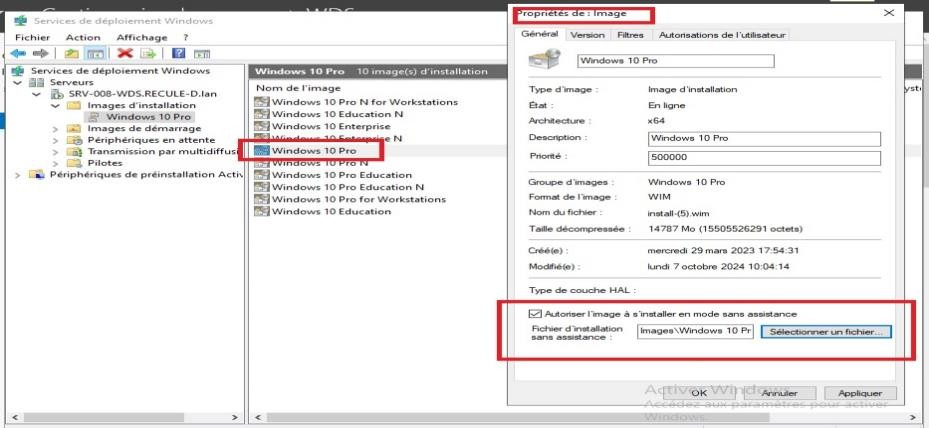 Services de déploiement Windows
Fichier Action Affichage ?
Services de déploiement Windows
Serveurs
SRV-008-WDS.RECULE-D.lan
Images d'installation
Windows 10 Pro
Images de démarrage
Périphériques en attente
Transmission par multidiffusi
Pilotes
Périphériques de préinstallation Activ
Windows 10 Pro 10 image(s) d'installation
Nom de l'image
Windows 10 Pro N for Workstations
Windows 10 Education N
Windows 10 Enterprise
Windows 10 Enterprise N
Windows 10 Pro
Windows 10 Pro N
Windows 10 Pro Education
Windows 10 Pro Education N
Windows 10 Pro for Workstations
Windows 10 Education
Propriétés de : Image
Général Version Filtres Autorisations de l'utilisateur
Windows 10 Pro
Type d'image : Image d'installation
État : En ligne
Architecture : x64
Description : Windows 10 Pro
Priorité : 500000
Groupe d'images : Windows 10 Pro
Format de l'image : WIM
Nom du fichier : install-(5).wim
Taille décompressée : 14787 Mo (15505526291 octets)
Créé(e) : mercredi 29 mars 2023 17:54:31
Modifié(e) : lundi 7 octobre 2024 10:04:14
Type de couche HAL :
Autoriser l'image à s'installer en mode sans assistance
Fichier d'installation
sans assistance : Images\Windows 10 Pr Sélectionner un fichier...
OK Annuler Appliquer
Activer Windows
Accédez aux paramètres pour activer
Windows.